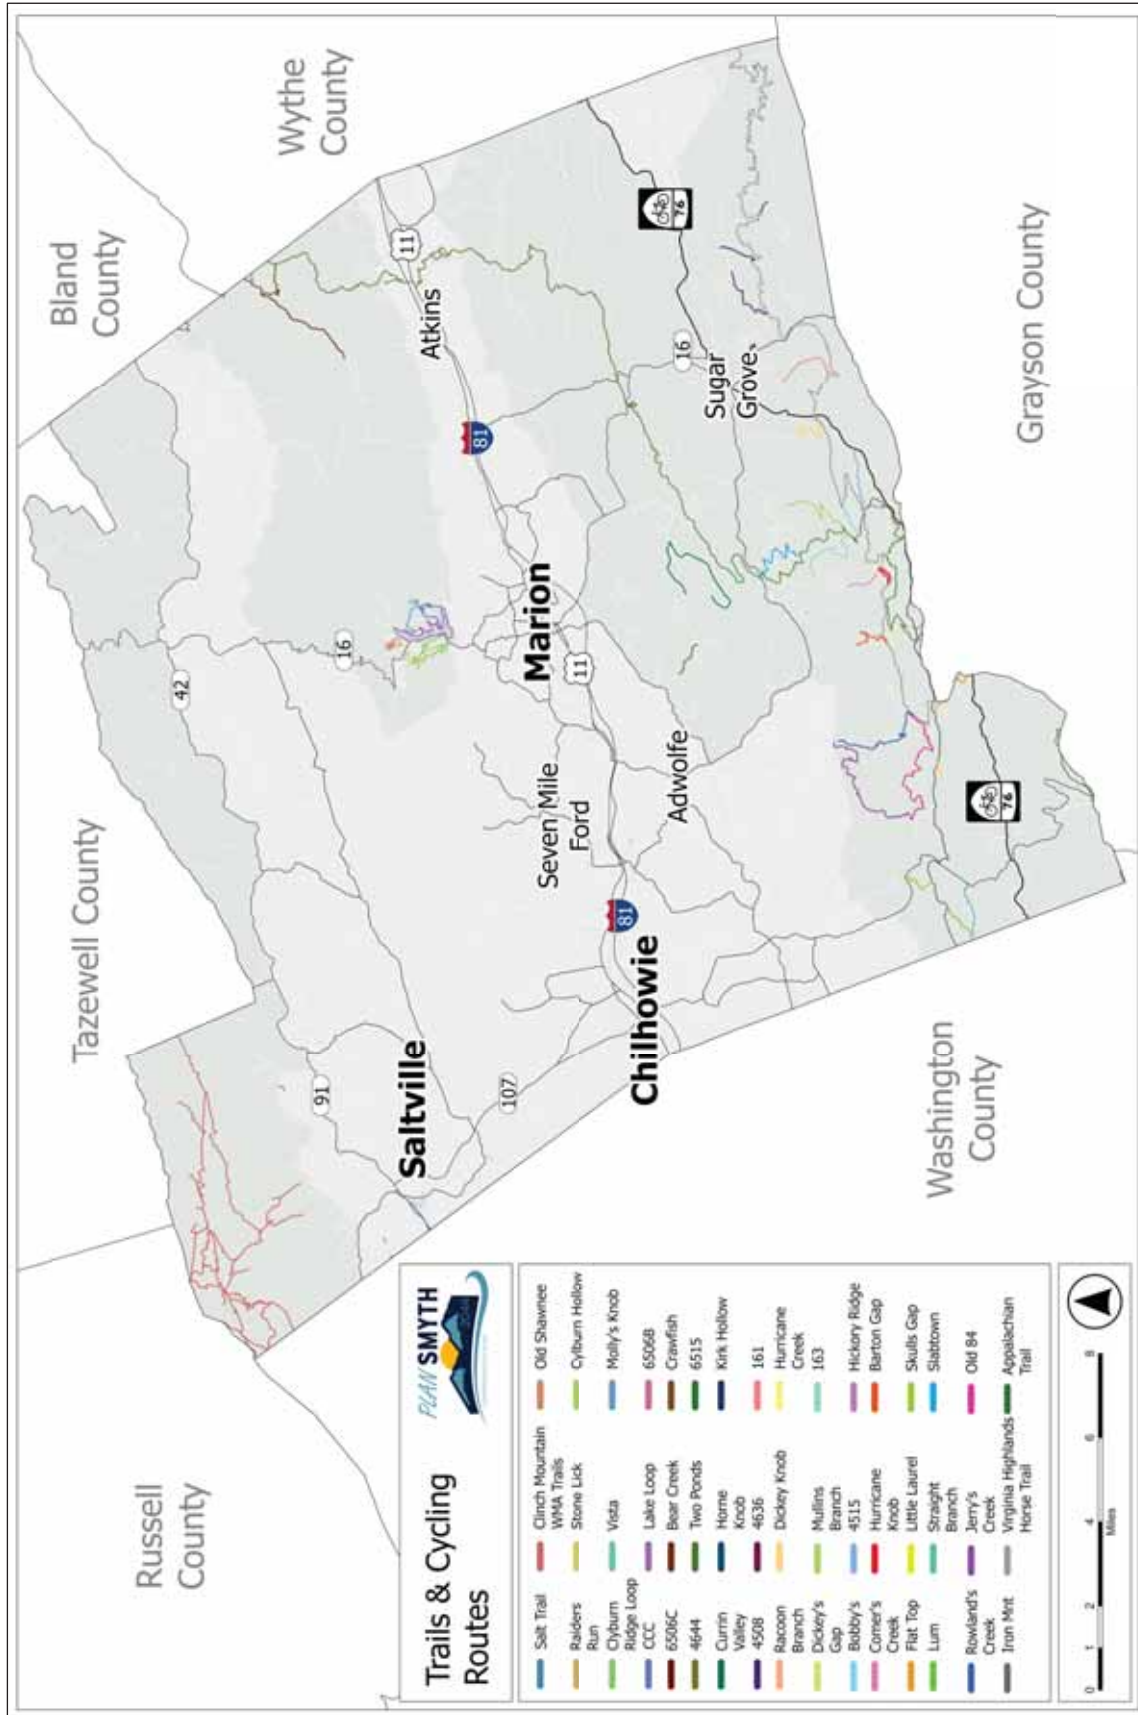 Russell
County
Tazewell County
Bland
County
Wythe
County
Washington
County
Grayson County
42
16
91
107
Saltville
Chilhowie
81
Seven Mile
Ford
Marion
11
Adwolfe
81
Atkins
11
16
Sugar
Grove
76
76
Trails & Cycling
Routes
PLAN SMYTH
Salt Trail
Clinch Mountain
WMA Trails
Old Shawnee
Raiders
Run
Stone Lick
Cylburn Hollow
Clyburn
Ridge Loop
Vista
Molly's Knob
CCC
Lake Loop
6506B
6506C
Bear Creek
Crawfish
4644
Two Ponds
6515
Currin
Valley
Horne
Knob
Kirk Hollow
4508
4636
161
Racoon
Branch
Dickey Knob
Hurricane
Creek
Dickey's
Gap
Mullins
Branch
163
Bobby's
4515
Hickory Ridge
Comer's
Creek
Hurricane
Knob
Barton Gap
Flat Top
Little Laurel
Skulls Gap
Lum
Straight
Branch
Slabtown
Rowland's
Creek
Jerry's
Creek
Old 84
Iron Mnt
Virginia Highlands
Horse Trail
Appalachian
Trail
0 1 2 4 6 8
Miles